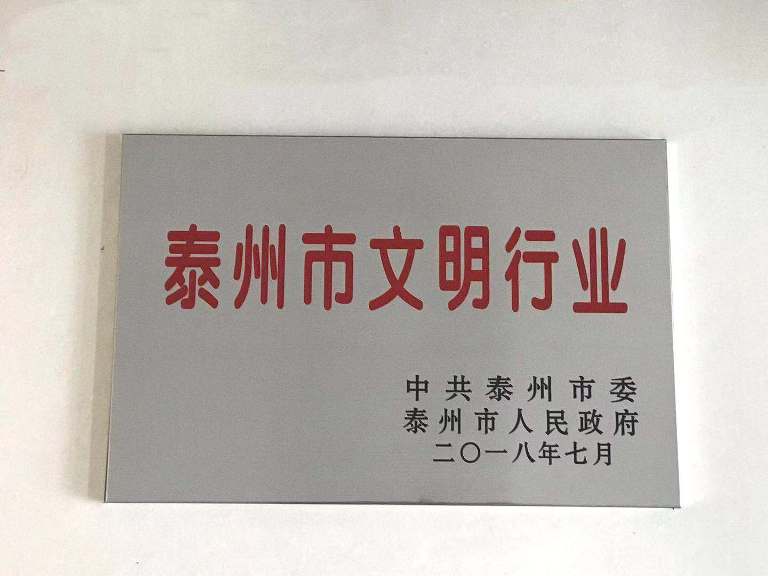 泰州市文明行业
中共泰州市委
泰州市人民政府
二〇一八年七月